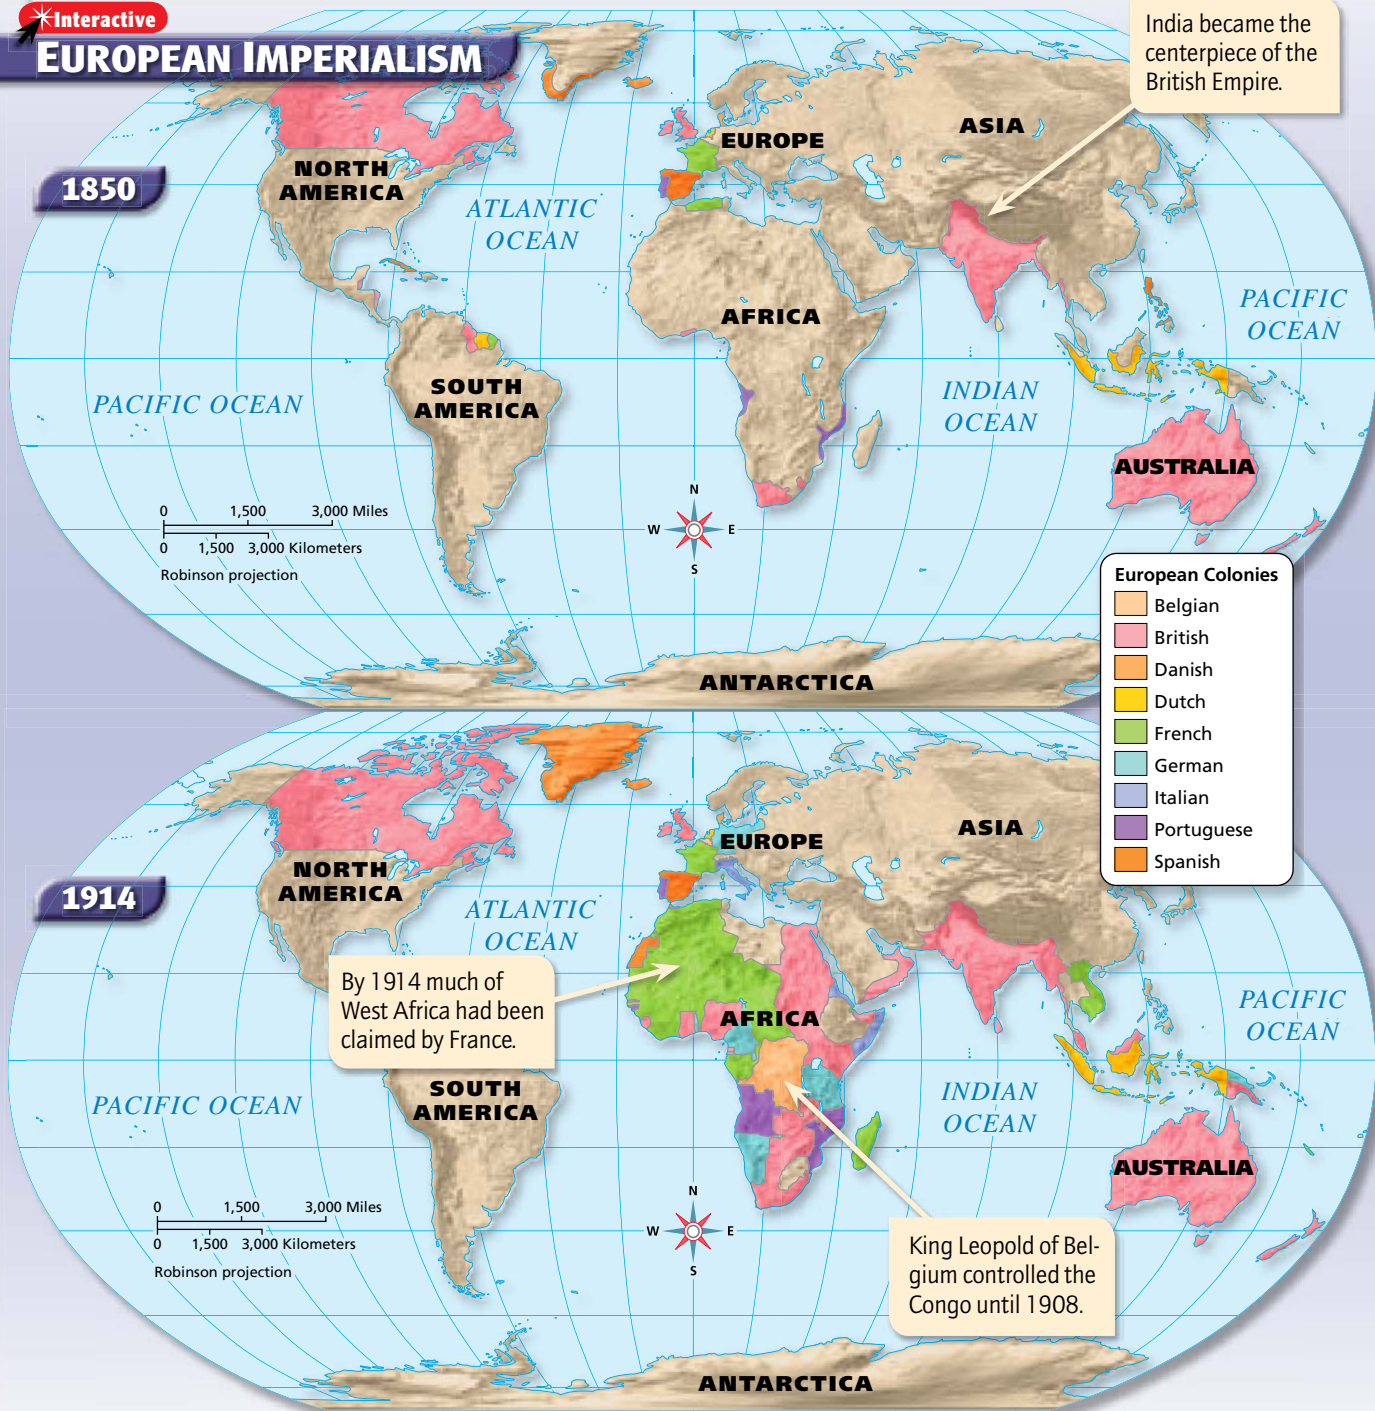 Interactive
EUROPEAN IMPERIALISM
India became the
centerpiece of the
British Empire.
1850
NORTH
AMERICA
ATLANTIC
OCEAN
EUROPE
ASIA
AFRICA
PACIFIC
OCEAN
SOUTH
AMERICA
PACIFIC OCEAN
INDIAN
OCEAN
AUSTRALIA
0 1,500 3,000 Miles
0 1,500 3,000 Kilometers
Robinson projection
N
W E
S
ANTARCTICA
European Colonies
Belgian
British
Danish
Dutch
French
German
Italian
Portuguese
Spanish
1914
NORTH
AMERICA
ATLANTIC
OCEAN
EUROPE
ASIA
By 1914 much of
West Africa had been
claimed by France.
AFRICA
PACIFIC
OCEAN
SOUTH
AMERICA
PACIFIC OCEAN
INDIAN
OCEAN
AUSTRALIA
0 1,500 3,000 Miles
0 1,500 3,000 Kilometers
Robinson projection
N
W E
S
King Leopold of Bel-
gium controlled the
Congo until 1908.
ANTARCTICA